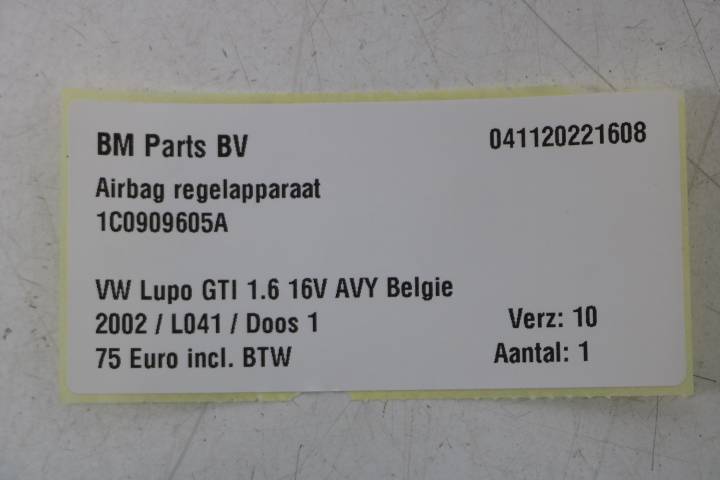 BM Parts BV 041120221608
Airbag regelapparaat
1C0909605A
VW Lupo GTI 1.6 16V AVY Belgie
2002 / L041 / Doos 1 Verz: 10
75 Euro incl. BTW Aantal: 1